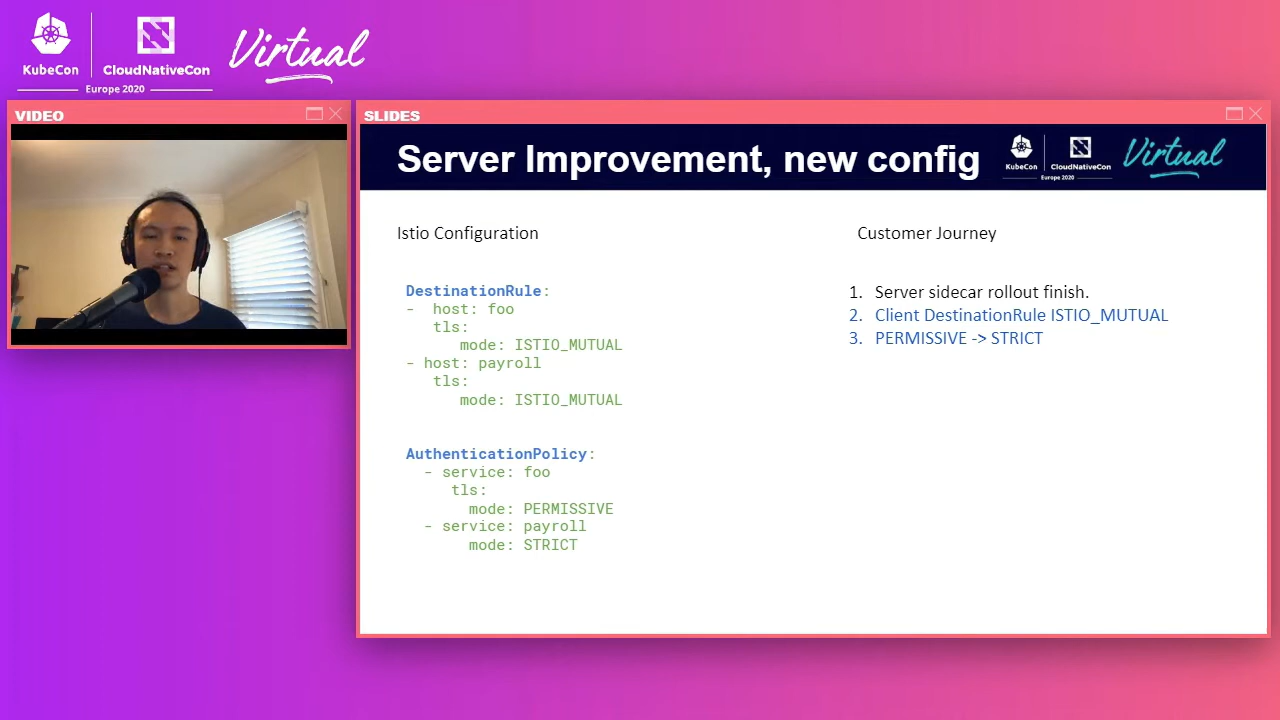 KubeCon
CloudNativeCon
Europe 2020
Virtual
VIDEO
SLIDES
Server Improvement, new config
KubeCon
CloudNativeCon
Europe 2020
Virtual
Istio Configuration
DestinationRule:
- host: foo
tls:
mode: ISTIO_MUTUAL
- host: payroll
tls:
mode: ISTIO_MUTUAL
AuthenticationPolicy:
- service: foo
tls:
mode: PERMISSIVE
- service: payroll
mode: STRICT
Customer Journey
1. Server sidecar rollout finish.
2. Client DestinationRule ISTIO_MUTUAL
3. PERMISSIVE -> STRICT